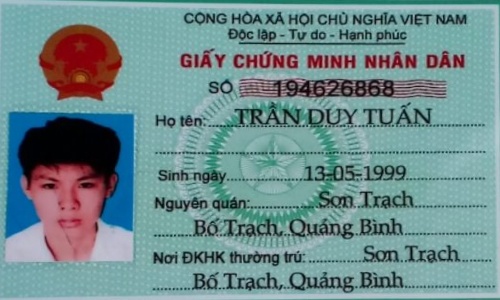 CỘNG HÒA XÃ HỘI CHỦ NGHĨA VIỆT NAM
Độc lập - Tự do - Hạnh phúc
GIẤY CHỨNG MINH NHÂN DÂN
SỐ 194626868
Họ tên: TRẦN DUY TUẤN
Sinh ngày 13-05-1999
Nguyên quán: Sơn Trạch
Bố Trạch, Quảng Bình
Nơi ĐKHK thường trú: Sơn Trạch
Bố Trạch, Quảng Bình